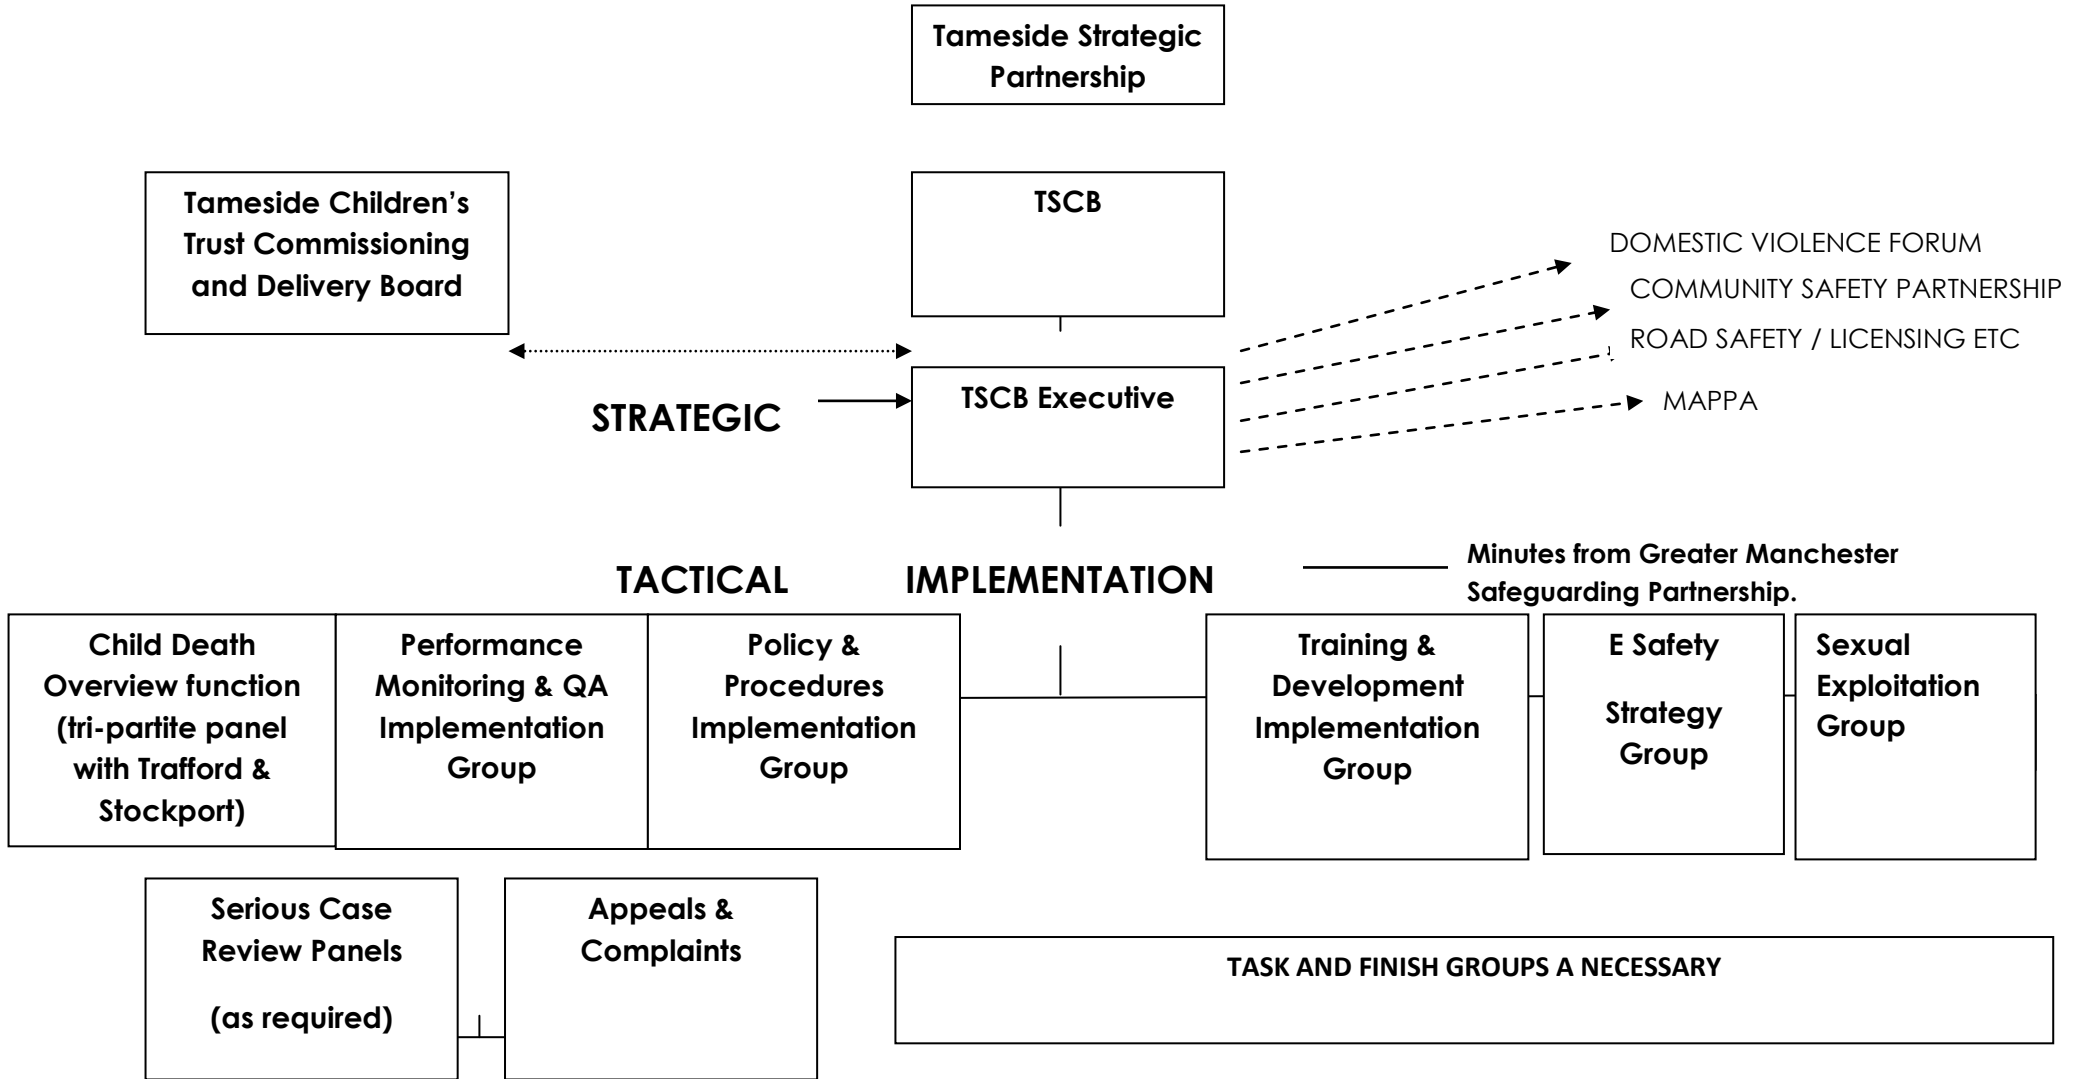 Tameside Strategic
Partnership
Tameside Children’s
Trust Commissioning
and Delivery Board
TSCB
DOMESTIC VIOLENCE FORUM
COMMUNITY SAFETY PARTNERSHIP
ROAD SAFETY / LICENSING ETC
MAPPA
STRATEGIC
TSCB Executive
TACTICAL
IMPLEMENTATION
Minutes from Greater Manchester
Safeguarding Partnership.
Child Death
Overview function
(tri-partite panel
with Trafford &
Stockport)
Performance
Monitoring & QA
Implementation
Group
Policy &
Procedures
Implementation
Group
Training &
Development
Implementation
Group
E Safety
Strategy
Group
Sexual
Exploitation
Group
Serious Case
Review Panels
(as required)
Appeals &
Complaints
TASK AND FINISH GROUPS A NECESSARY